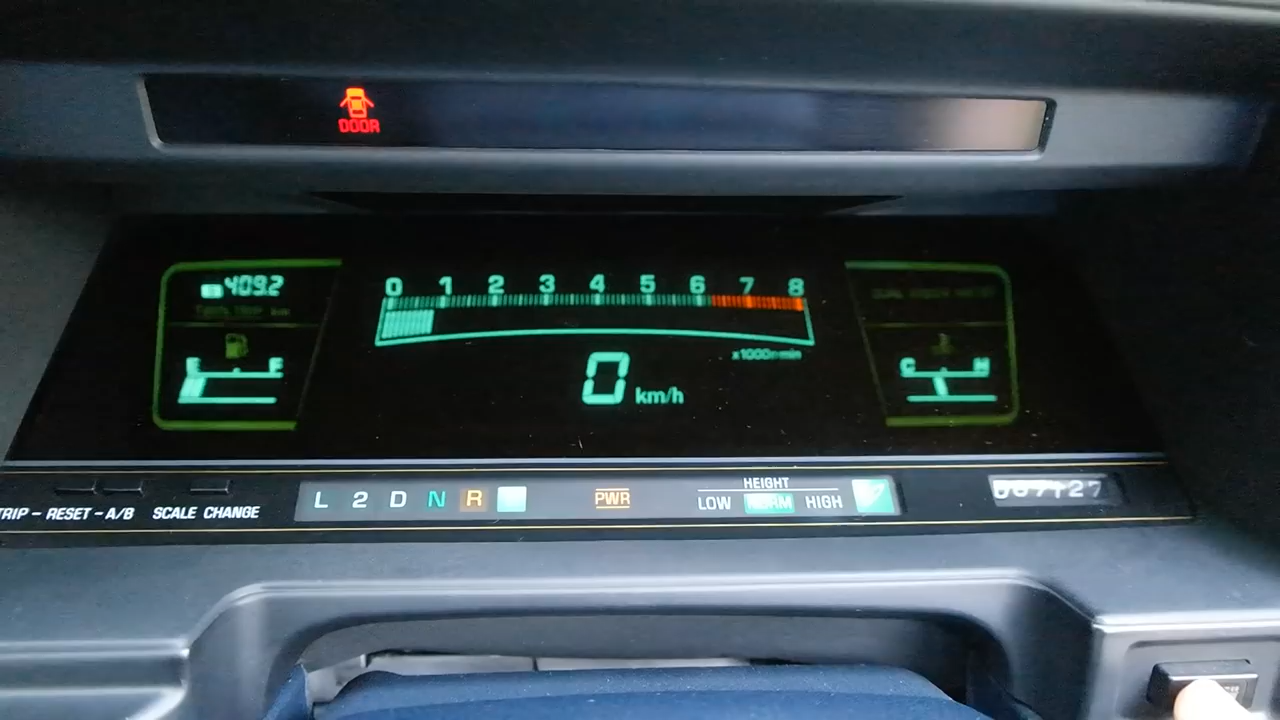 DOOR
409.2
0 1 2 3 4 5 6 7 8
E F
C H
x1000r/min
0 km/h
L 2 D N R
PWR
HEIGHT
LOW NORM HIGH
TRIP - RESET - A/B SCALE CHANGE